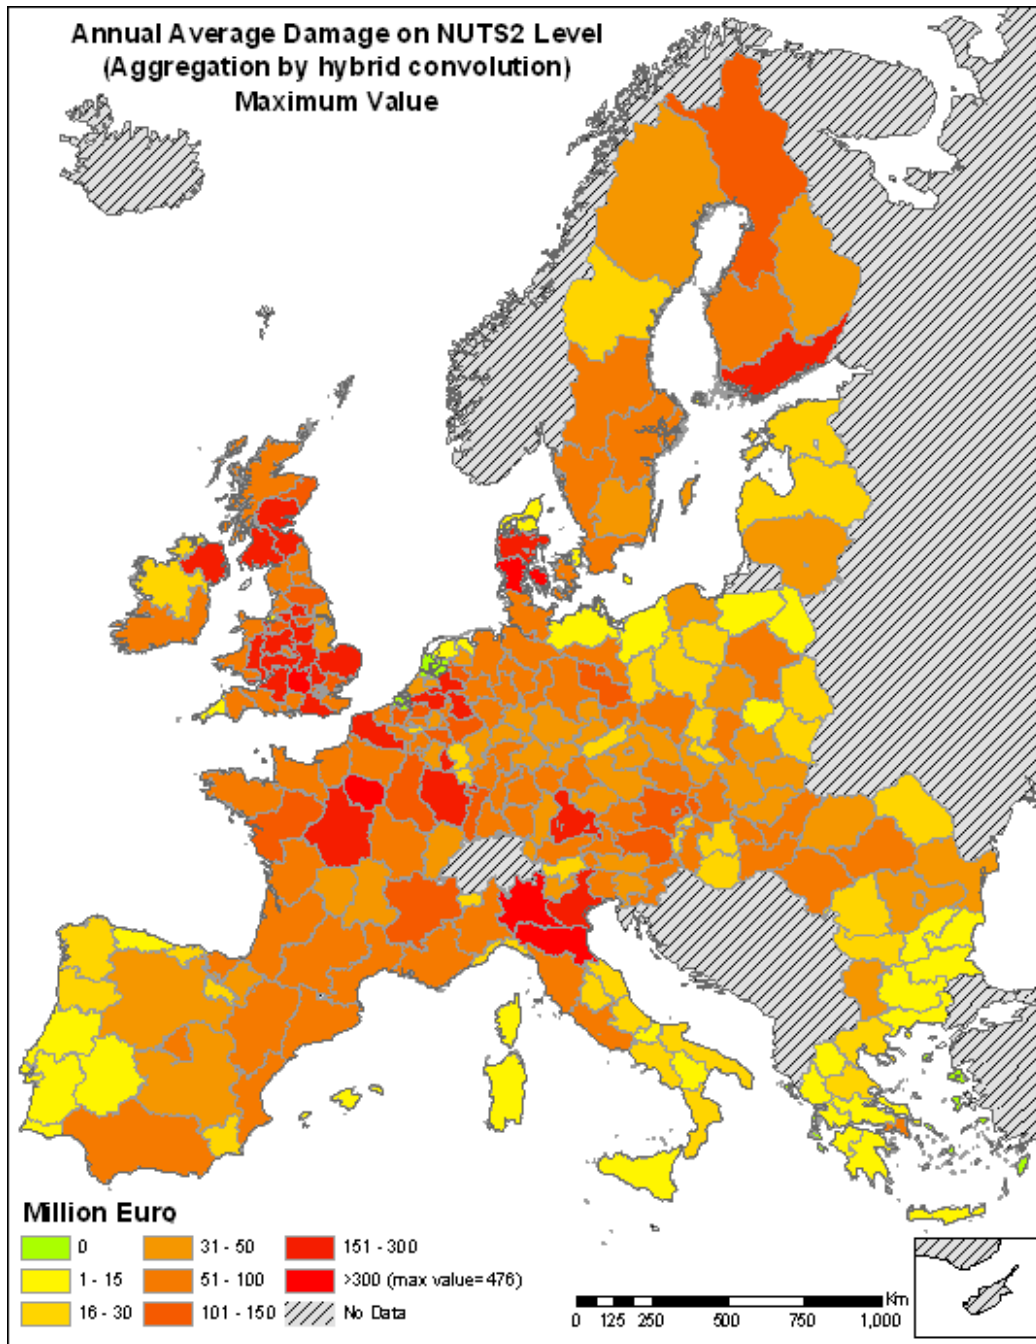 Annual Average Damage on NUTS2 Level
(Aggregation by hybrid convolution)
Maximum Value
Million Euro
0
31 - 50
151 - 300
1 - 15
51 - 100
>300 (max value= 476)
16 - 30
101 - 150
No Data
Km
0 125 250 500 750 1,000